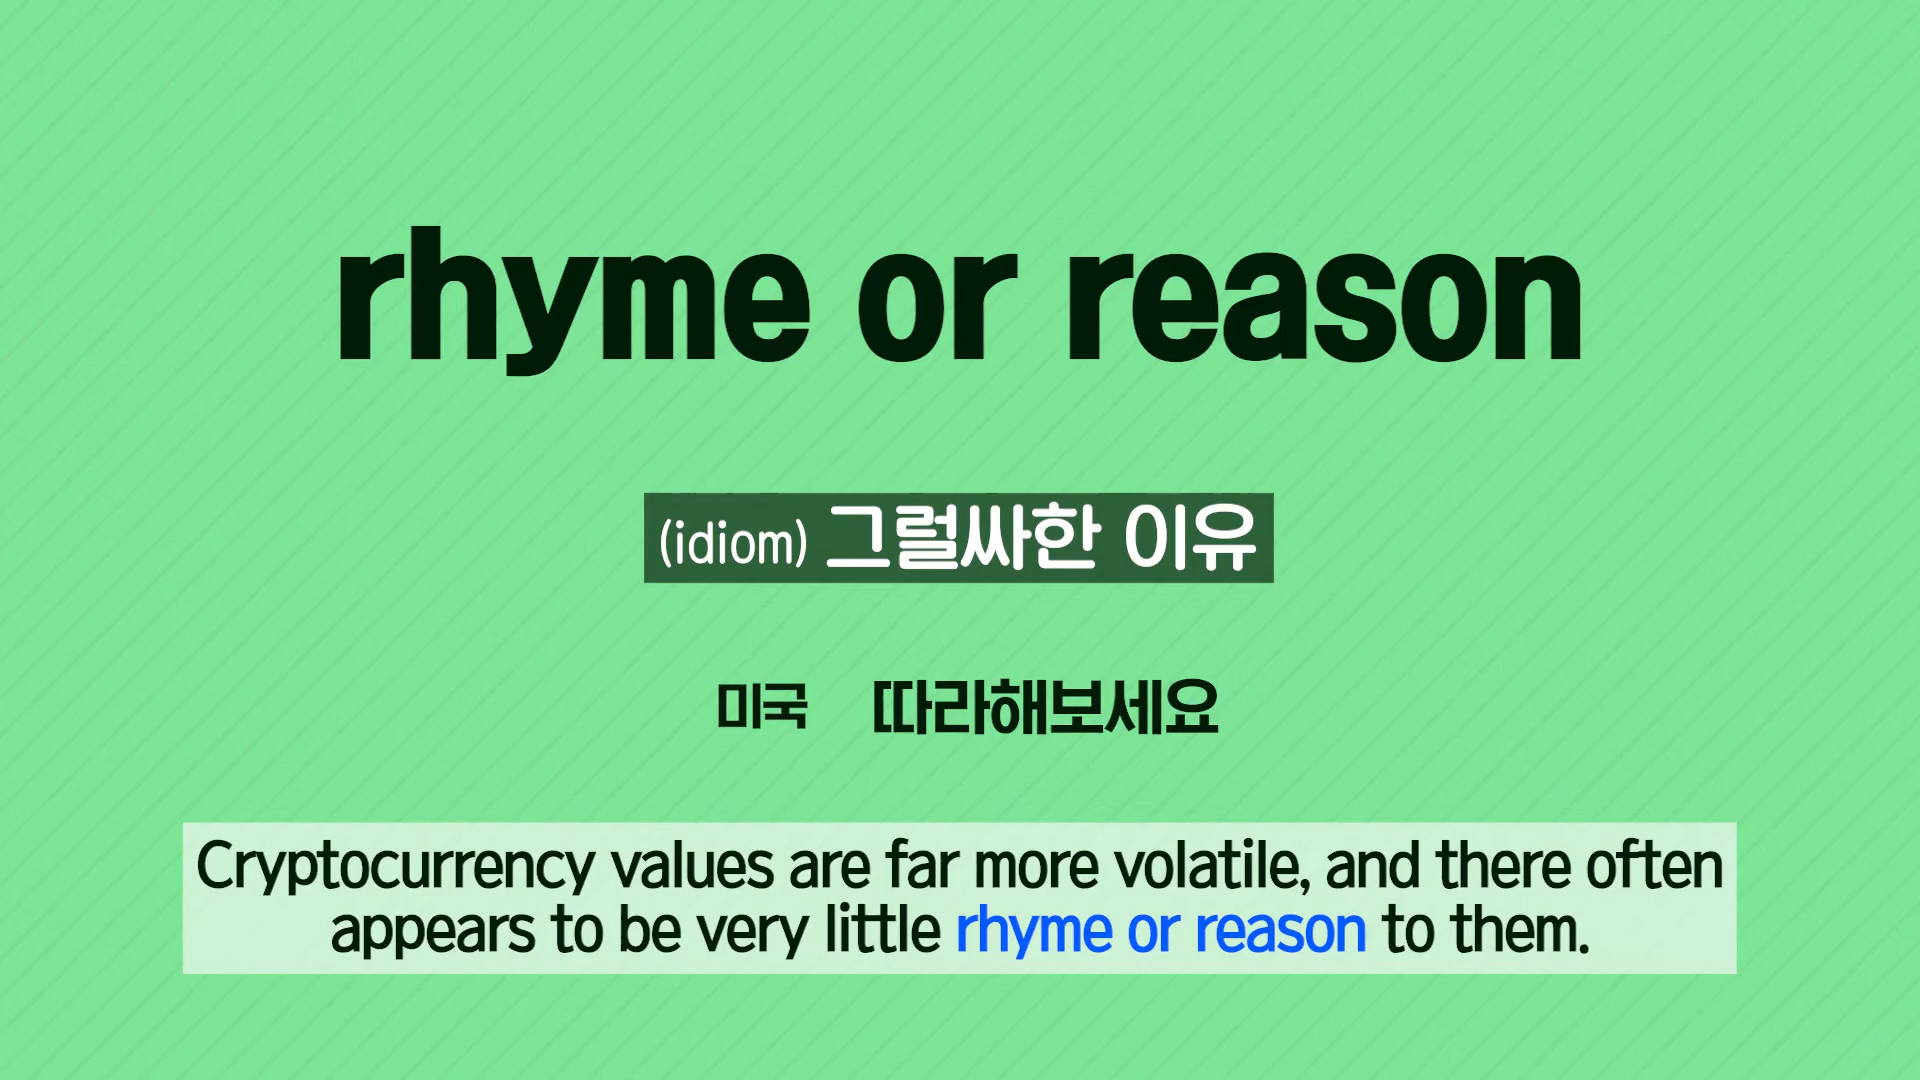 rhyme or reason
(idiom) 그럴싸한 이유
미국 따라해보세요
Cryptocurrency values are far more volatile, and there often
appears to be very little rhyme or reason to them.